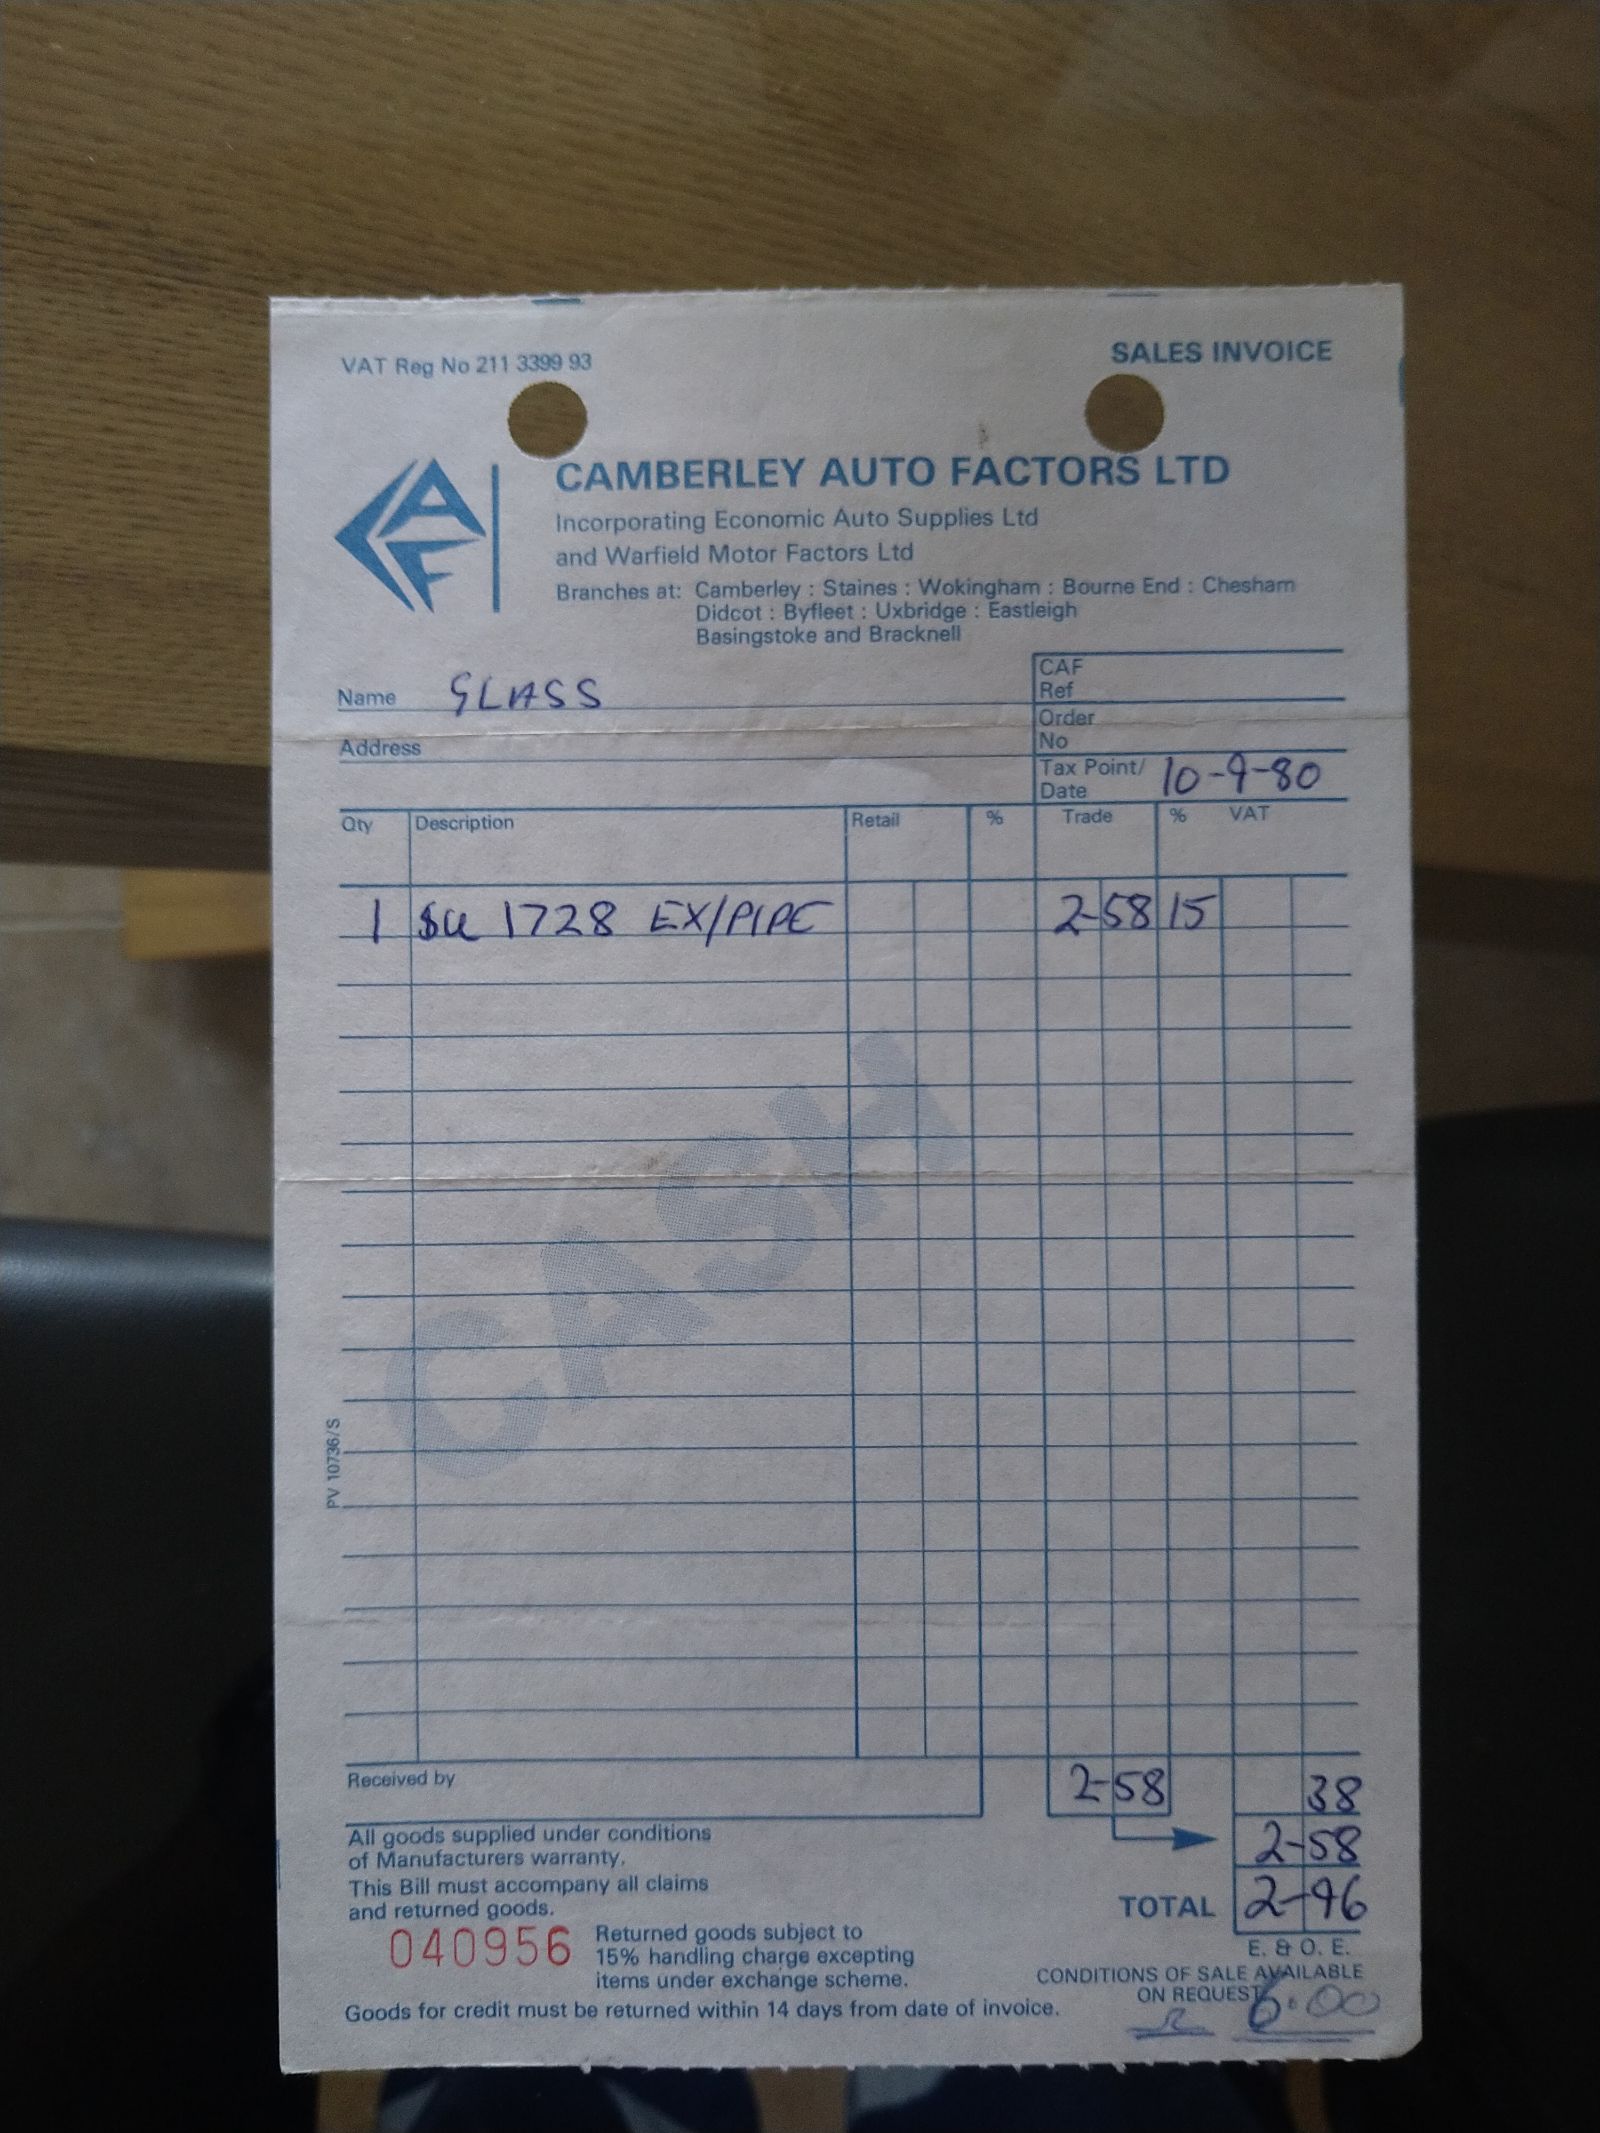 VAT Reg No 211 3399 93
SALES INVOICE
CAF
CAMBERLEY AUTO FACTORS LTD
Incorporating Economic Auto Supplies Ltd
and Warfield Motor Factors Ltd
Branches at: Camberley : Staines : Wokingham : Bourne End : Chesham
Didcot : Byfleet : Uxbridge : Eastleigh
Basingstoke and Bracknell
Name GLASS
Address
CAF
Ref
Order
No
Tax Point/
Date 10-9-80
Qty Description Retail % Trade % VAT
1 1728 EX/PIPE 2-58 15
CASH
PV 10736/S
Received by 2-58 38
2-58
TOTAL 2-96
All goods supplied under conditions
of Manufacturers warranty.
This Bill must accompany all claims
and returned goods.
040956
Returned goods subject to
15% handling charge excepting
items under exchange scheme.
E. & O. E.
CONDITIONS OF SALE AVAILABLE
ON REQUEST
Goods for credit must be returned within 14 days from date of invoice.
6.00